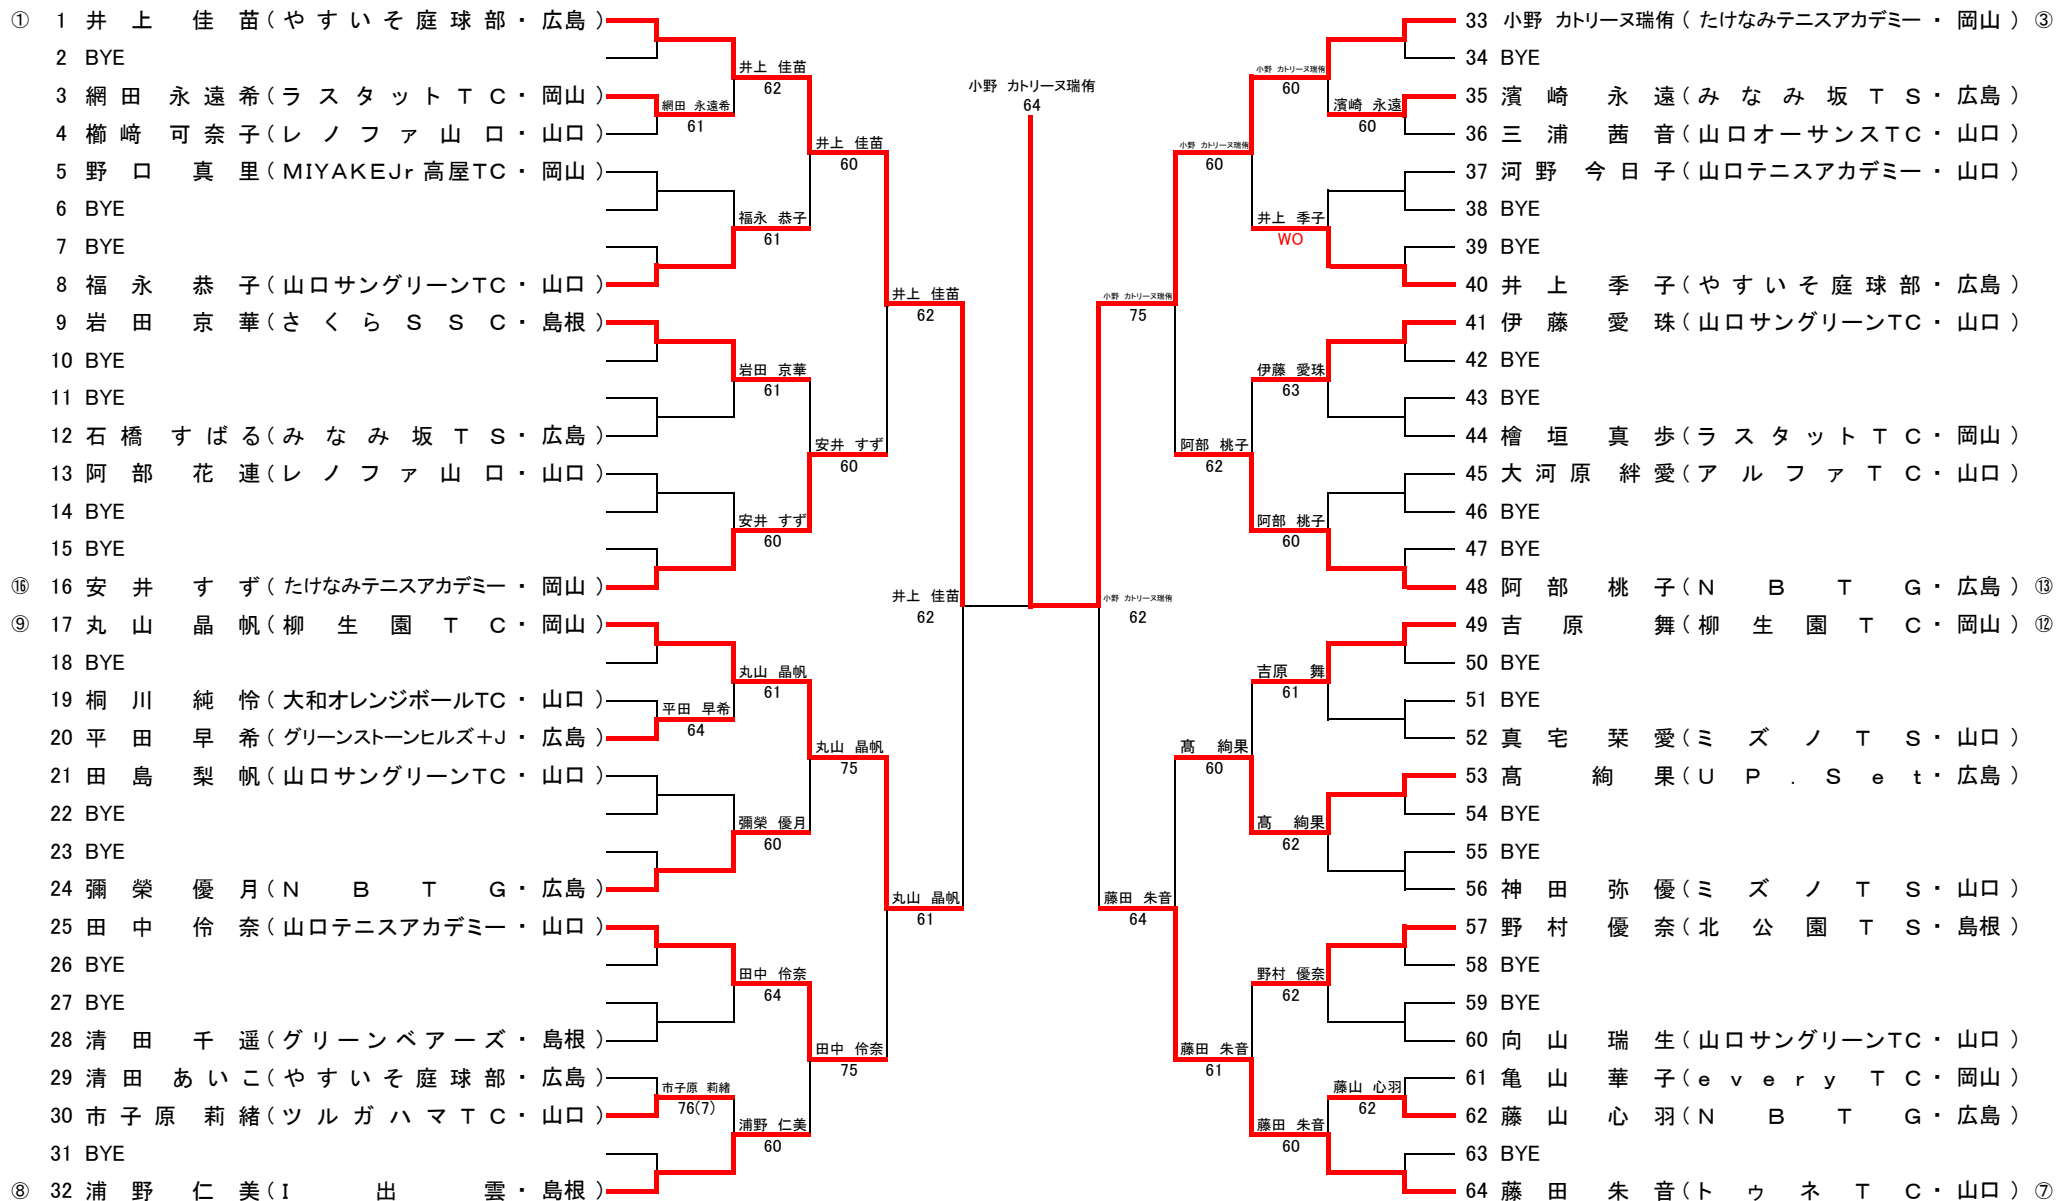 ① 1 井上 佳苗(やすいそ庭球部・広島)
2 BYE
3 網田 永遠希(ラスタットTC・岡山)
4 櫛﨑 可奈子(レノファ山口・山口)
5 野口 真里(MIYAKEJr高屋TC・岡山)
6 BYE
7 BYE
8 福永 恭子(山口サングリーンTC・山口)
9 岩田 京華(さくらSSC・島根)
10 BYE
11 BYE
12 石橋 すばる(みなみ坂TS・広島)
13 阿部 花連(レノファ山口・山口)
14 BYE
15 BYE
⑯ 16 安井 すず(たけなみテニスアカデミー・岡山)
⑨ 17 丸山 晶帆(柳生園TC・岡山)
18 BYE
19 桐川 純怜(大和オレンジボールTC・山口)
20 平田 早希(グリーンストーンヒルズ+J・広島)
21 田島 梨帆(山口サングリーンTC・山口)
22 BYE
23 BYE
24 彌榮 優月(NBTG・広島)
25 田中 伶奈(山口テニスアカデミー・山口)
26 BYE
27 BYE
28 清田 千遥(グリーンベアーズ・島根)
29 清田 あいこ(やすいそ庭球部・広島)
30 市子原 莉緒(ツルガハマTC・山口)
31 BYE
⑧ 32 浦野 仁美(I出雲・島根)
網田 永遠希
61
平田 早希
64
市子原 莉緒
76(7)
井上 佳苗
62
福永 恭子
61
岩田 京華
61
安井 すず
60
丸山 晶帆
61
彌榮 優月
60
田中 伶奈
64
浦野 仁美
60
井上 佳苗
60
安井 すず
60
丸山 晶帆
75
田中 伶奈
75
井上 佳苗
62
丸山 晶帆
61
井上 佳苗
62
小野 カトリーヌ瑞侑
64
小野 カトリーヌ瑞侑
62
小野 カトリーヌ瑞侑
75
藤田 朱音
64
小野 カトリーヌ瑞侑
60
阿部 桃子
62
髙 絢果
60
藤田 朱音
61
小野 カトリーヌ瑞侑
60
井上 季子
WO
伊藤 愛珠
63
阿部 桃子
60
吉原 舞
61
髙 絢果
62
野村 優奈
62
藤田 朱音
60
濱崎 永遠
60
藤山 心羽
62
33 小野 カトリーヌ瑞侑(たけなみテニスアカデミー・岡山) ③
34 BYE
35 濱崎 永遠(みなみ坂TS・広島)
36 三浦 茜音(山口オーサンスTC・山口)
37 河野 今日子(山口テニスアカデミー・山口)
38 BYE
39 BYE
40 井上 季子(やすいそ庭球部・広島)
41 伊藤 愛珠(山口サングリーンTC・山口)
42 BYE
43 BYE
44 檜垣 真歩(ラスタットTC・岡山)
45 大河原 絆愛(アルファTC・山口)
46 BYE
47 BYE
48 阿部 桃子(NBTG・広島) ⑬
49 吉原 舞(柳生園TC・岡山) ⑫
50 BYE
51 BYE
52 真宅 栞愛(ミズノTS・山口)
53 髙 絢果(UP.Set・広島)
54 BYE
55 BYE
56 神田 弥優(ミズノTS・山口)
57 野村 優奈(北公園TS・島根)
58 BYE
59 BYE
60 向山 瑞生(山口サングリーンTC・山口)
61 亀山 華子(everyTC・岡山)
62 藤山 心羽(NBTG・広島)
63 BYE
64 藤田 朱音(トゥネTC・山口) ⑦